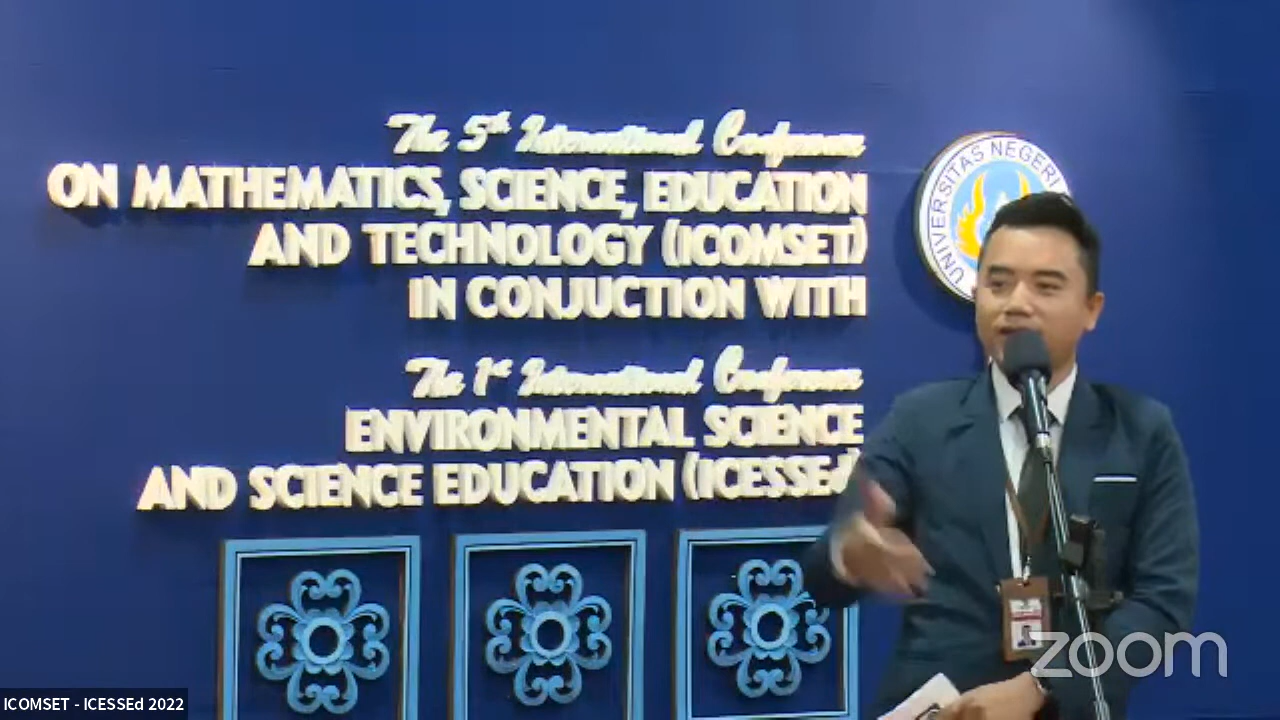 The 5th International Conference
ON MATHEMATICS, SCIENCE, EDUCATION
AND TECHNOLOGY (ICOMSET)
IN CONJUCTION WITH
The 1st International Conference
ENVIRONMENTAL SCIENCE
AND SCIENCE EDUCATION (ICESSEd)
UNIVERSITAS NEGERI
zoom
ICOMSET - ICESSEd 2022